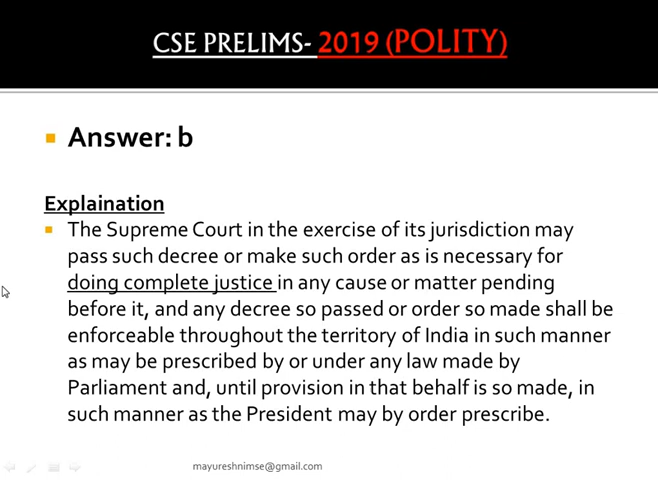 CSE PRELIMS- 2019 (POLITY)
Answer: b
Explaination
The Supreme Court in the exercise of its jurisdiction may
pass such decree or make such order as is necessary for
doing complete justice in any cause or matter pending
before it, and any decree so passed or order so made shall be
enforceable throughout the territory of India in such manner
as may be prescribed by or under any law made by
Parliament and, until provision in that behalf is so made, in
such manner as the President may by order prescribe.
mayureshnimse@gmail.com